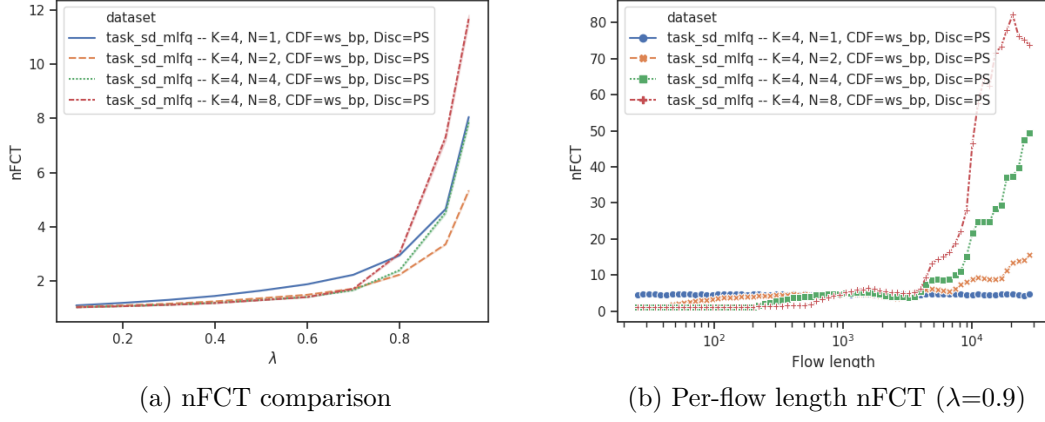 12
10
8
6
4
2
nFCT
dataset
task_sd_mlfq -- K=4, N=1, CDF=ws_bp, Disc=PS
task_sd_mlfq -- K=4, N=2, CDF=ws_bp, Disc=PS
task_sd_mlfq -- K=4, N=4, CDF=ws_bp, Disc=PS
task_sd_mlfq -- K=4, N=8, CDF=ws_bp, Disc=PS
0.2 0.4 0.6 0.8
λ
(a) nFCT comparison
80
70
60
50
40
30
20
10
0
nFCT
dataset
task_sd_mlfq -- K=4, N=1, CDF=ws_bp, Disc=PS
task_sd_mlfq -- K=4, N=2, CDF=ws_bp, Disc=PS
task_sd_mlfq -- K=4, N=4, CDF=ws_bp, Disc=PS
task_sd_mlfq -- K=4, N=8, CDF=ws_bp, Disc=PS
10² 10³ 10⁴
Flow length
(b) Per-flow length nFCT (λ=0.9)